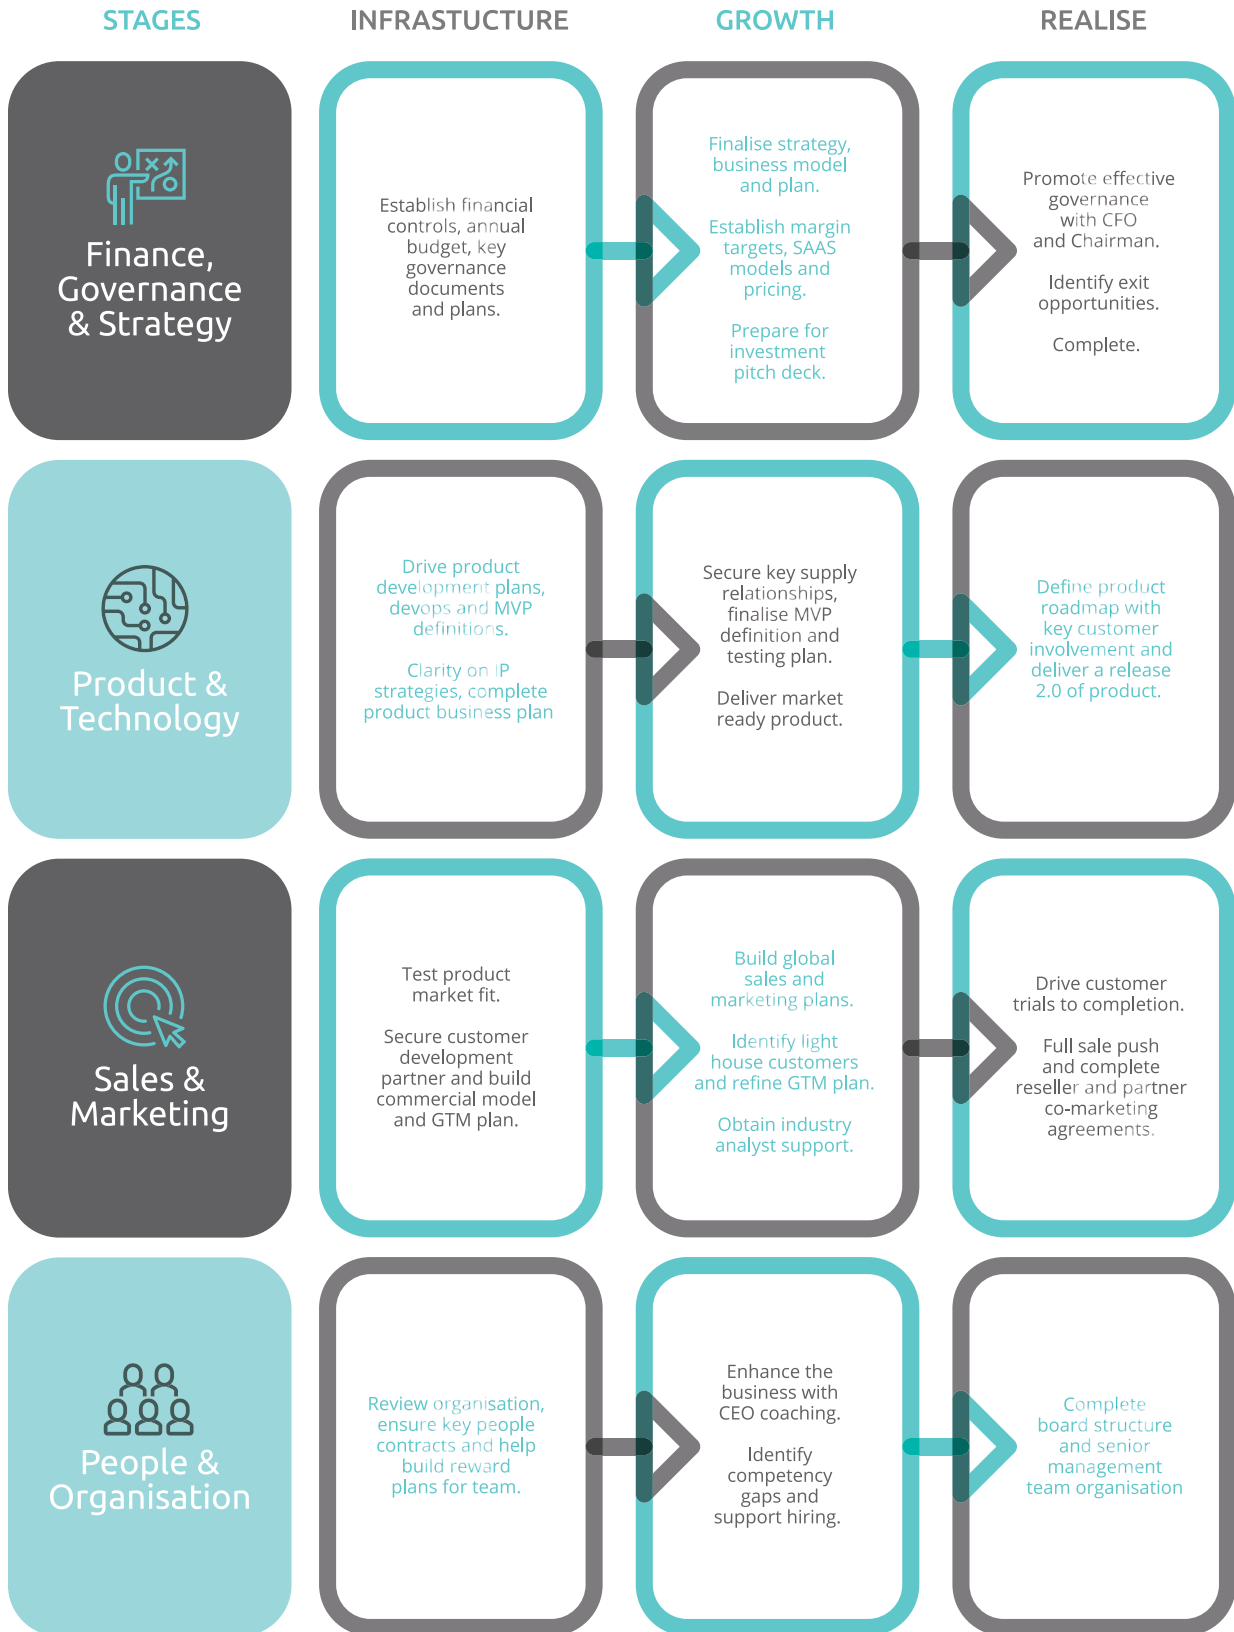 STAGES
INFRASTUCTURE
GROWTH
REALISE
Finance,
Governance
& Strategy
Establish financial
controls, annual
budget, key
governance
documents
and plans.
Finalise strategy,
business model
and plan.
Establish margin
targets, SAAS
models and
pricing.
Prepare for
investment
pitch deck.
Promote effective
governance
with CFO
and Chairman.
Identify exit
opportunities.
Complete.
Product &
Technology
Drive product
development plans,
devops and MVP
definitions.
Clarity on IP
strategies, complete
product business plan
Secure key supply
relationships,
finalise MVP
definition and
testing plan.
Deliver market
ready product.
Define product
roadmap with
key customer
involvement and
deliver a release
2.0 of product.
Sales &
Marketing
Test product
market fit.
Secure customer
development
partner and build
commercial model
and GTM plan.
Build global
sales and
marketing plans.
Identify light
house customers
and refine GTM plan.
Obtain industry
analyst support.
Drive customer
trials to completion.
Full sale push
and complete
reseller and partner
co-marketing
agreements.
People &
Organisation
Review organisation,
ensure key people
contracts and help
build reward
plans for team.
Enhance the
business with
CEO coaching.
Identify
competency
gaps and
support hiring.
Complete
board structure
and senior
management
team organisation